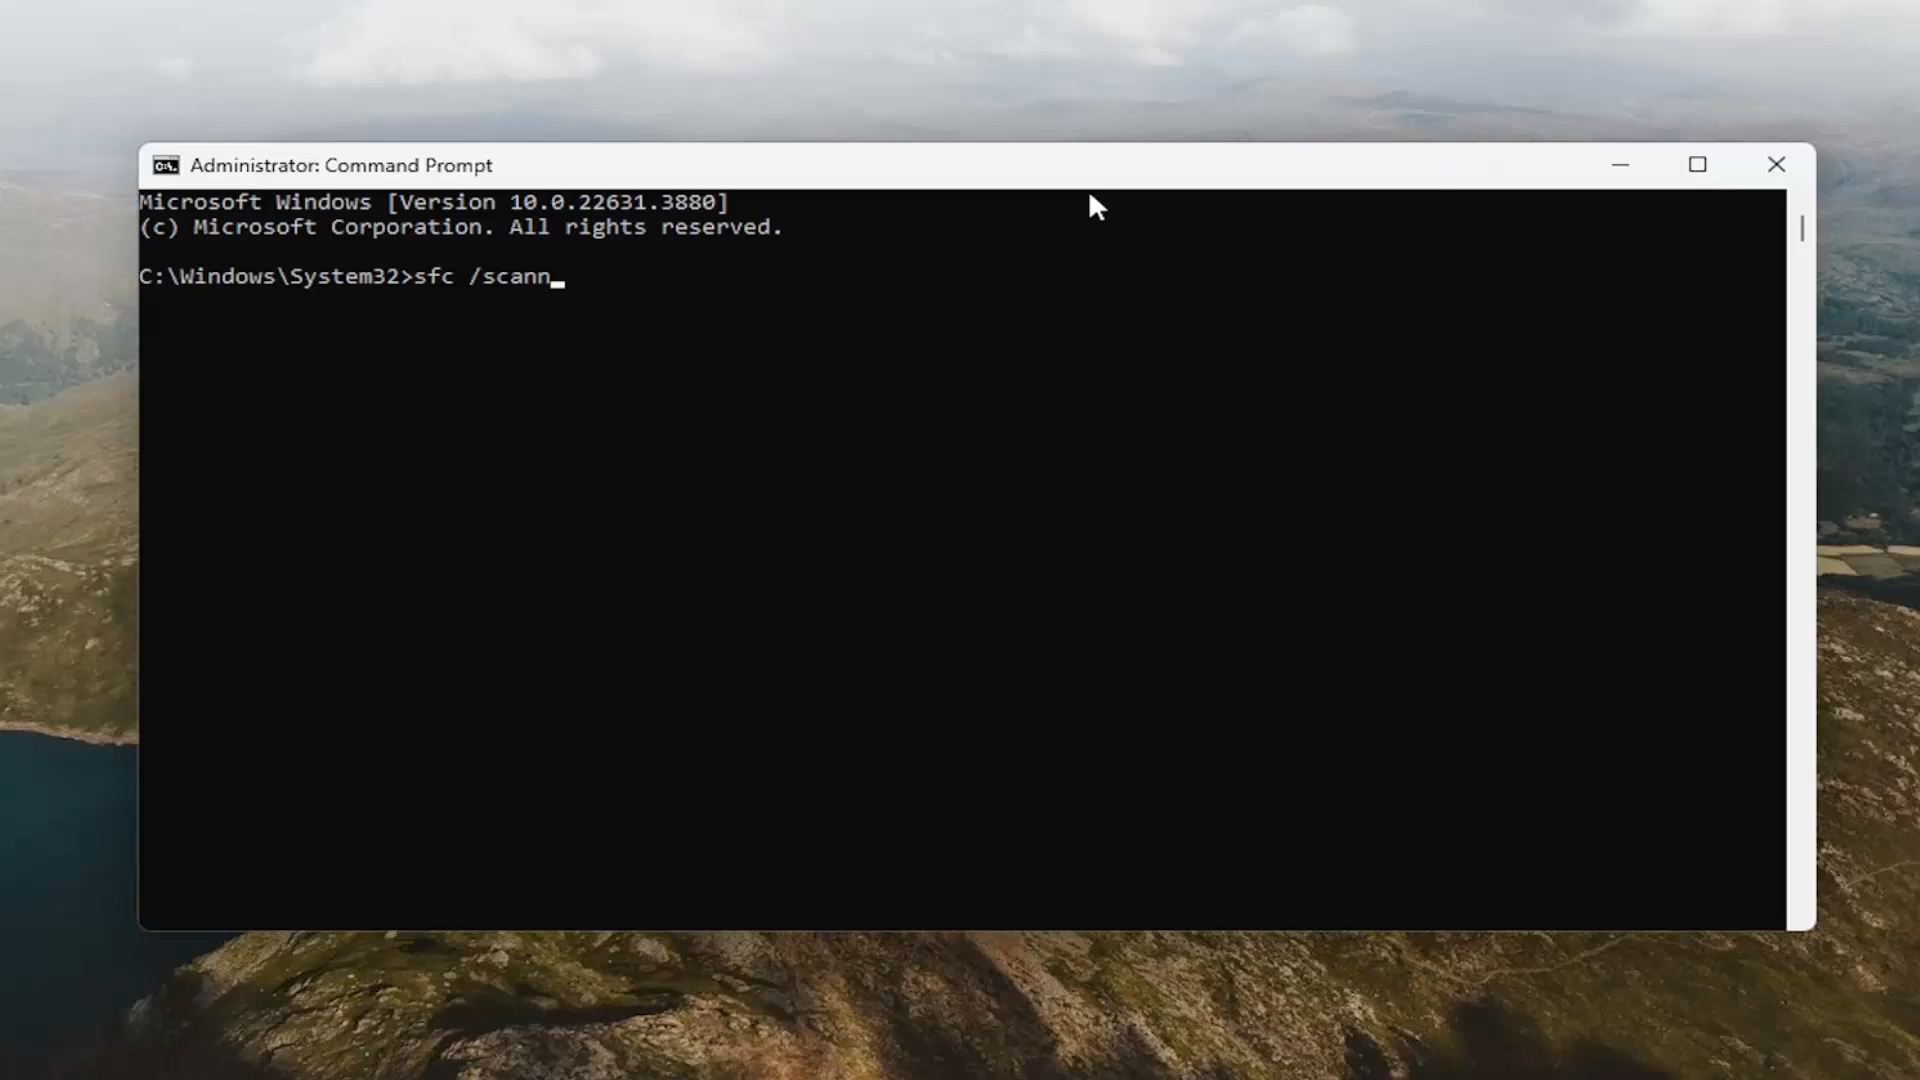 Administrator: Command Prompt
Microsoft Windows [Version 10.0.22631.3880]
(c) Microsoft Corporation. All rights reserved.
C:\Windows\System32>sfc /scann